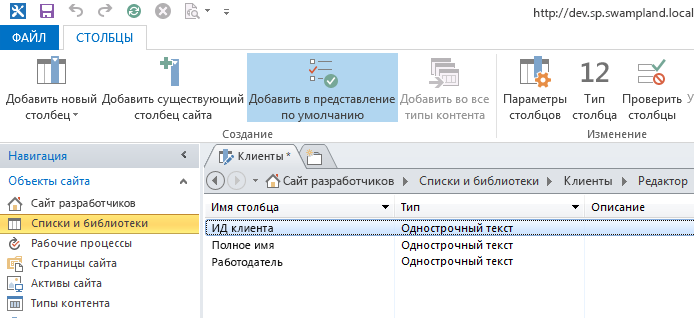 http://dev.sp.swampland.local
ФАЙЛ СТОЛБЦЫ
Добавить новый столбец
Добавить существующий столбец сайта
Добавить в представление по умолчанию
Добавить во все типы контента
Параметры столбцов
12
Тип столбца
Проверить столбцы
Создание
Изменение
Навигация
Объекты сайта
Сайт разработчиков
Списки и библиотеки
Рабочие процессы
Страницы сайта
Активы сайта
Типы контента
Клиенты *
Сайт разработчиков Списки и библиотеки Клиенты Редактор
Имя столбца Тип Описание
ИД клиента Однострочный текст
Полное имя Однострочный текст
Работодатель Однострочный текст